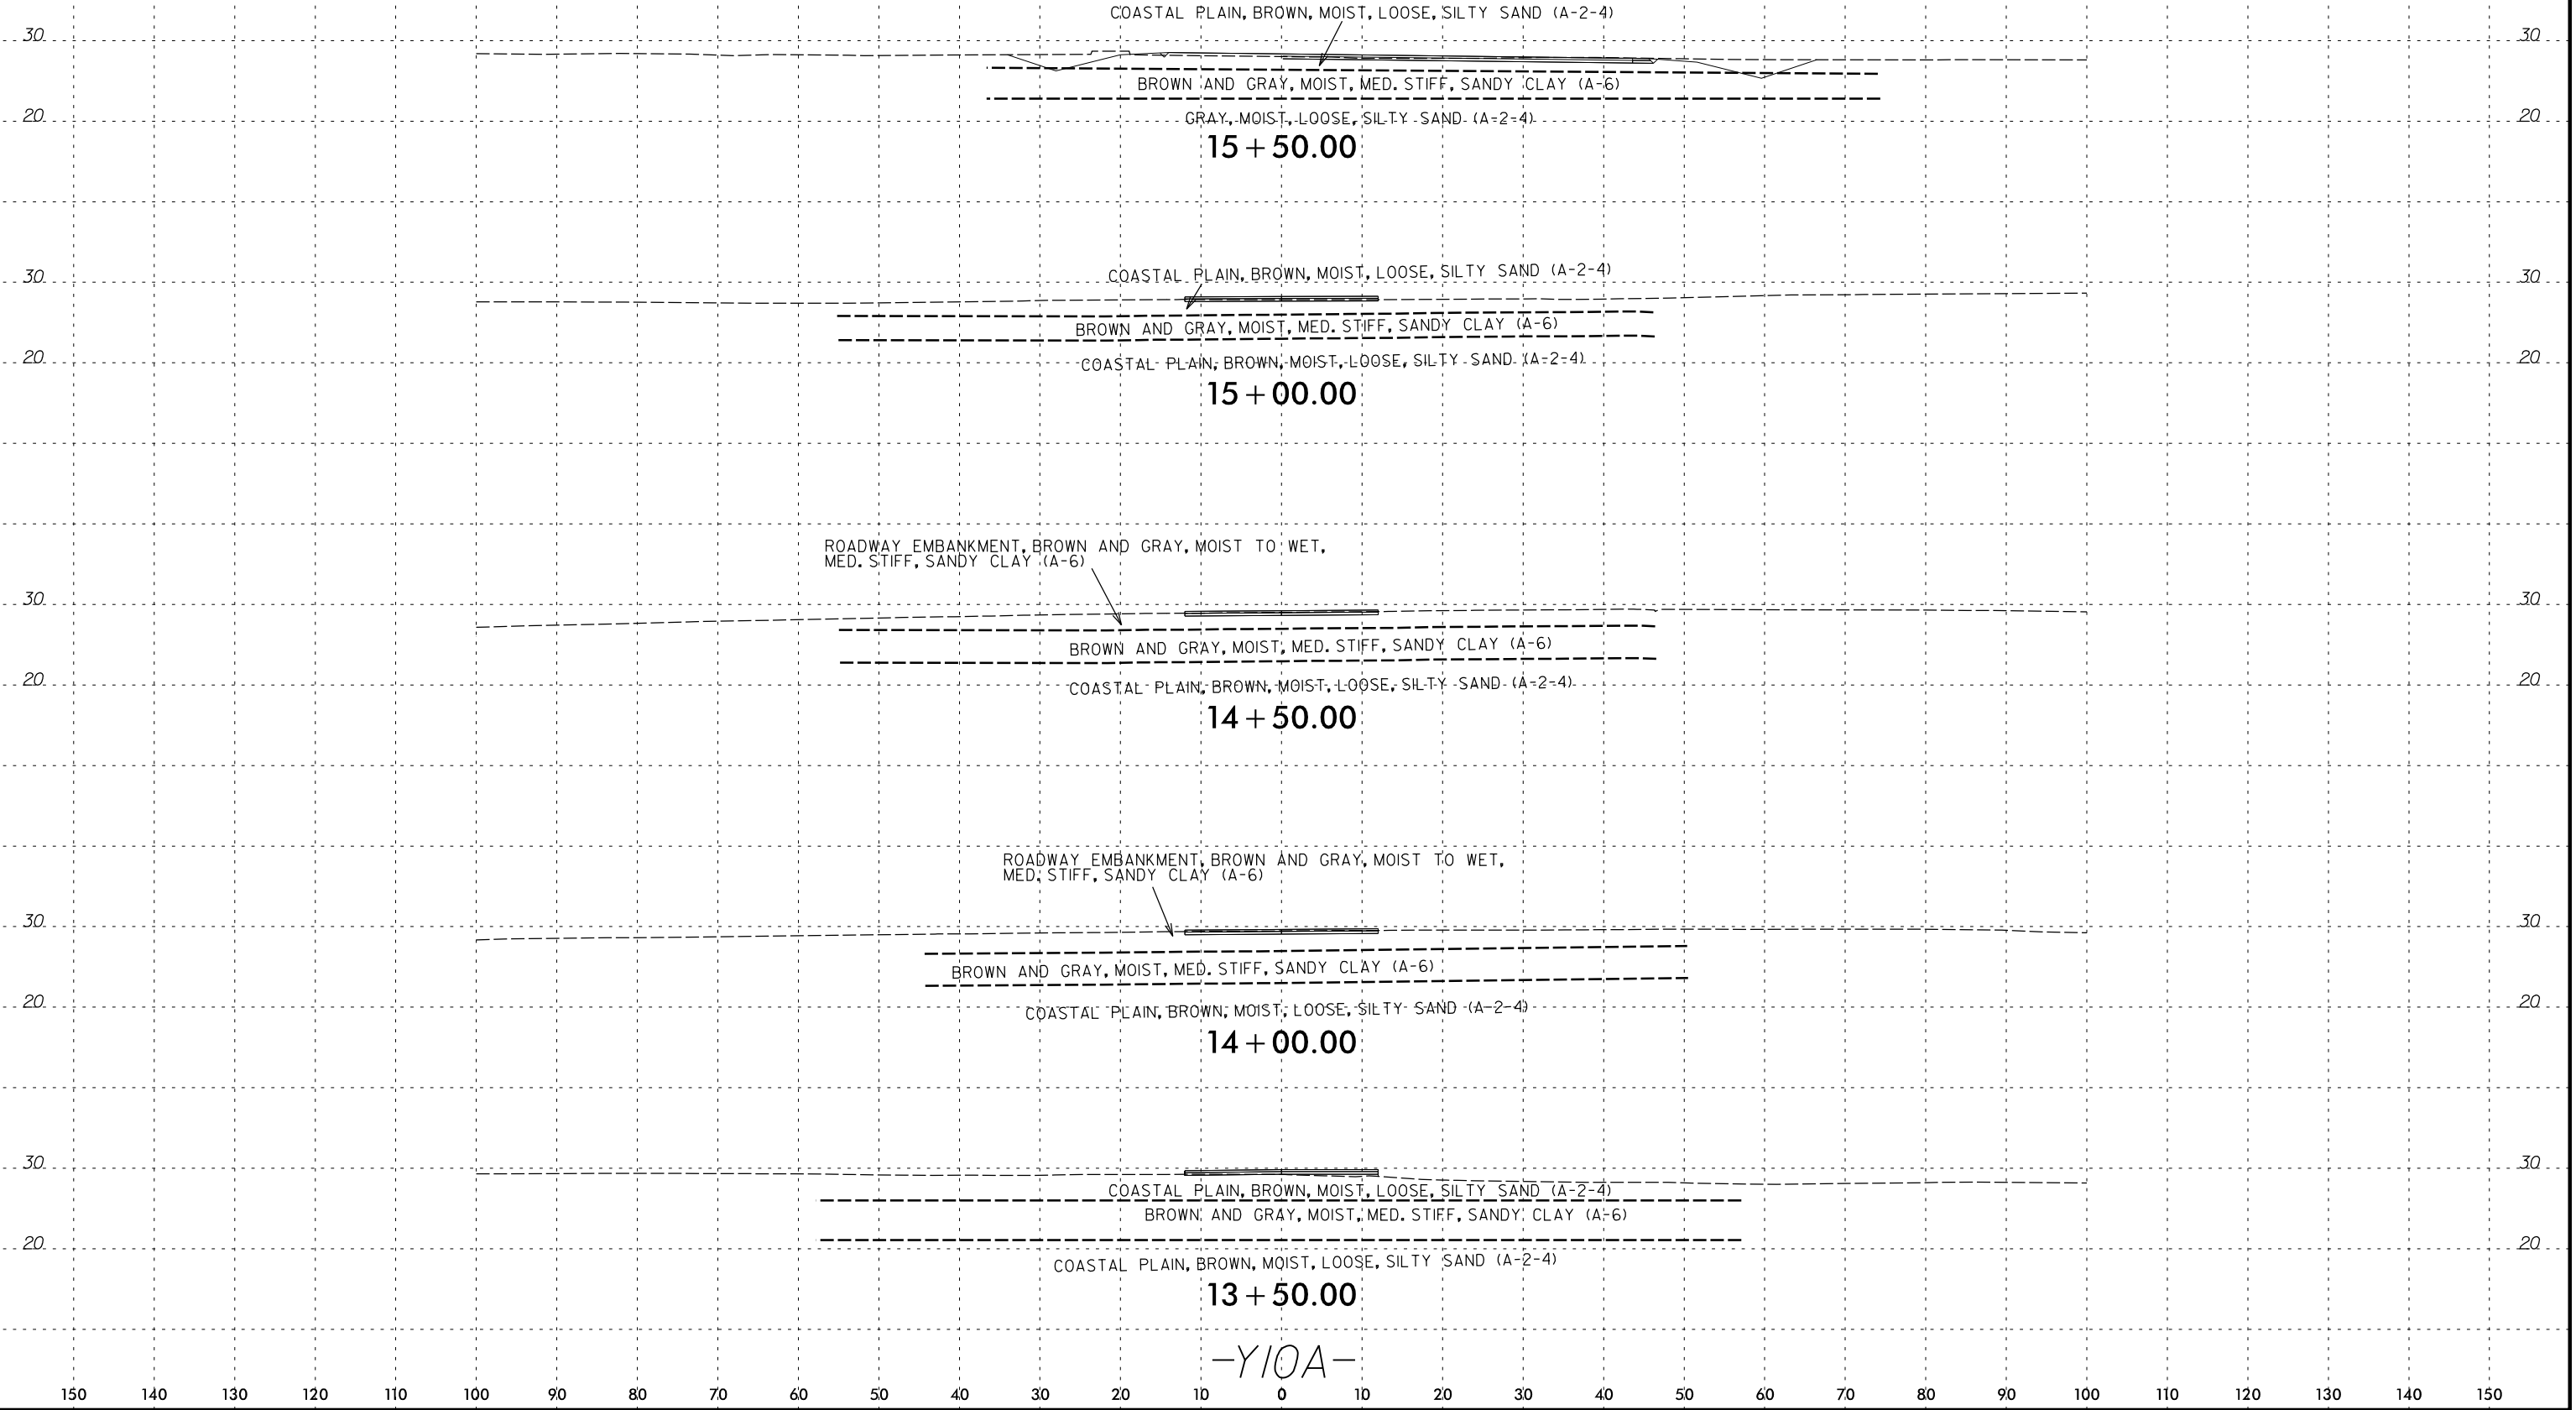 COASTAL PLAIN, BROWN, MOIST, LOOSE, SILTY SAND (A-2-4)
30 30
BROWN AND GRAY, MOIST, MED. STIFF, SANDY CLAY (A-6)
20 GRAY, MOIST, LOOSE, SILTY SAND (A-2-4) 20
15+50.00
COASTAL PLAIN, BROWN, MOIST, LOOSE, SILTY SAND (A-2-4)
30 30
BROWN AND GRAY, MOIST, MED. STIFF, SANDY CLAY (A-6)
20 COASTAL PLAIN, BROWN, MOIST, LOOSE, SILTY SAND (A-2-4) 20
15+00.00
ROADWAY EMBANKMENT, BROWN AND GRAY, MOIST TO WET,
MED. STIFF, SANDY CLAY (A-6)
30 30
BROWN AND GRAY, MOIST, MED. STIFF, SANDY CLAY (A-6)
20 COASTAL PLAIN, BROWN, MOIST, LOOSE, SILTY SAND (A-2-4) 20
14+50.00
ROADWAY EMBANKMENT, BROWN AND GRAY, MOIST TO WET,
MED. STIFF, SANDY CLAY (A-6)
30 30
BROWN AND GRAY, MOIST, MED. STIFF, SANDY CLAY (A-6)
20 COASTAL PLAIN, BROWN, MOIST, LOOSE, SILTY SAND (A-2-4) 20
14+00.00
30 30
COASTAL PLAIN, BROWN, MOIST, LOOSE, SILTY SAND (A-2-4)
BROWN AND GRAY, MOIST, MED. STIFF, SANDY CLAY (A-6)
20 20
COASTAL PLAIN, BROWN, MOIST, LOOSE, SILTY SAND (A-2-4)
13+50.00
-Y10A-
150 140 130 120 110 100 90 80 70 60 50 40 30 20 10 0 10 20 30 40 50 60 70 80 90 100 110 120 130 140 150